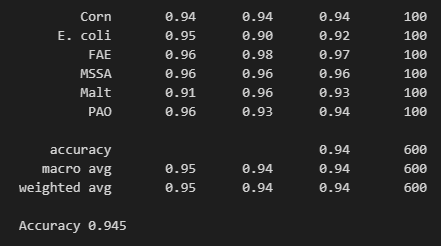 Corn 0.94 0.94 0.94 100
E. coli 0.95 0.90 0.92 100
FAE 0.96 0.98 0.97 100
MSSA 0.96 0.96 0.96 100
Malt 0.91 0.96 0.93 100
PAO 0.96 0.93 0.94 100
accuracy 0.94 600
macro avg 0.95 0.94 0.94 600
weighted avg 0.95 0.94 0.94 600
Accuracy 0.945